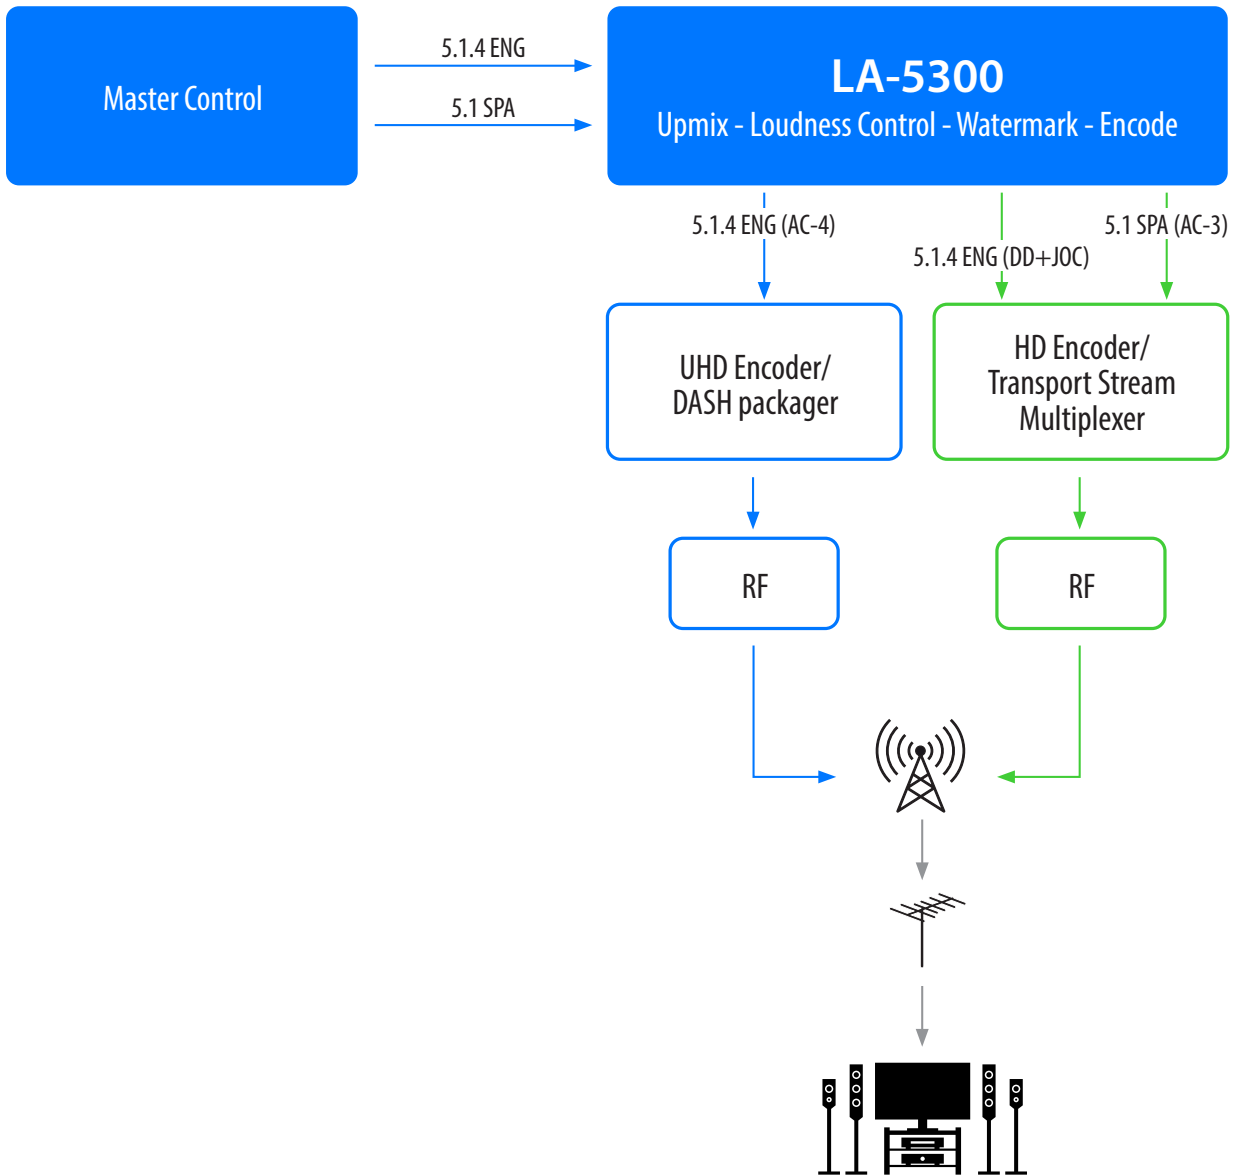 Master Control
5.1.4 ENG
5.1 SPA
LA-5300
Upmix - Loudness Control - Watermark - Encode
5.1.4 ENG (AC-4)
5.1.4 ENG (DD+JOC)
5.1 SPA (AC-3)
UHD Encoder/
DASH packager
HD Encoder/
Transport Stream
Multiplexer
RF
RF